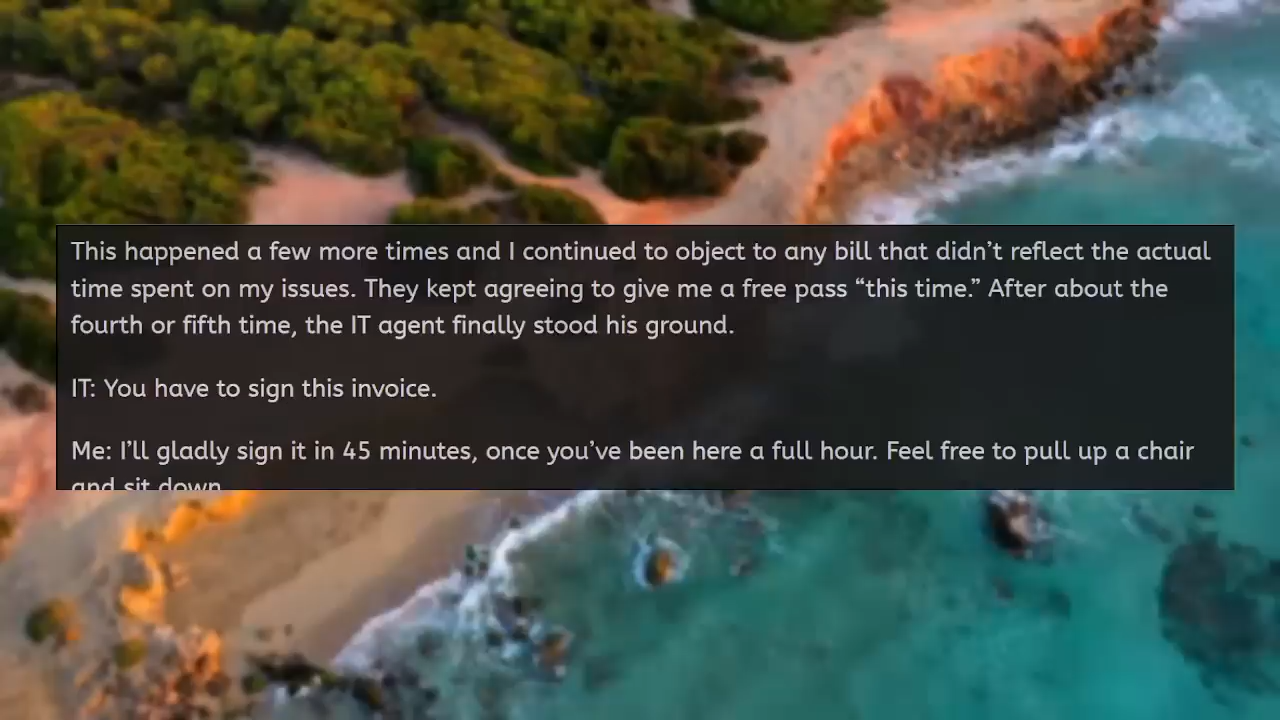 This happened a few more times and I continued to object to any bill that didn’t reflect the actual
time spent on my issues. They kept agreeing to give me a free pass “this time.” After about the
fourth or fifth time, the IT agent finally stood his ground.
IT: You have to sign this invoice.
Me: I’ll gladly sign it in 45 minutes, once you’ve been here a full hour. Feel free to pull up a chair
and sit down